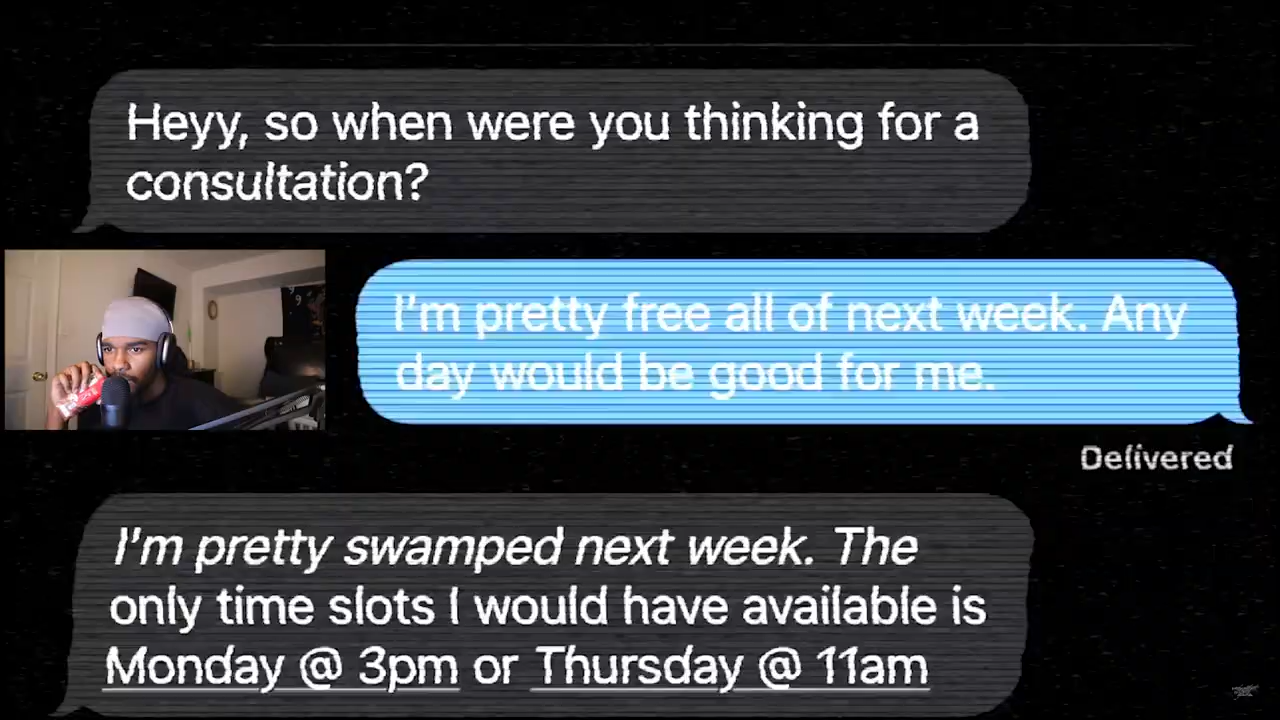 Heyy, so when were you thinking for a
consultation?
I'm pretty free all of next week. Any
day would be good for me.
Delivered
I'm pretty swamped next week. The
only time slots I would have available is
Monday @ 3pm or Thursday @ 11am